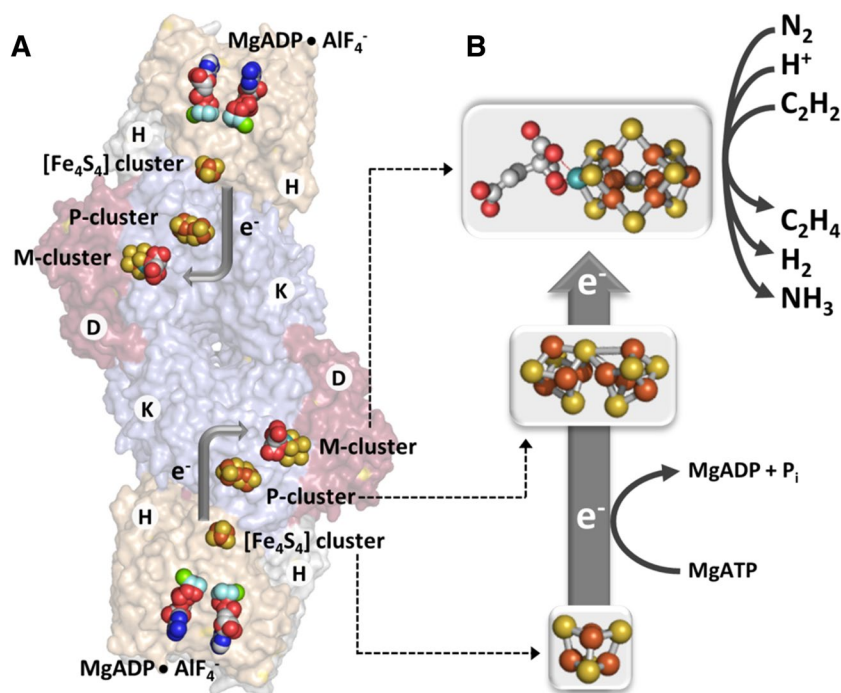 A
MgADP • AlF₄⁻
H
[Fe₄S₄] cluster
H
P-cluster
e⁻
M-cluster
K
D
D
K
M-cluster
e⁻
P-cluster
H
[Fe₄S₄] cluster
H
MgADP • AlF₄⁻
B
N₂
H⁺
C₂H₂
C₂H₄
H₂
NH₃
e⁻
MgADP + Pᵢ
e⁻
MgATP